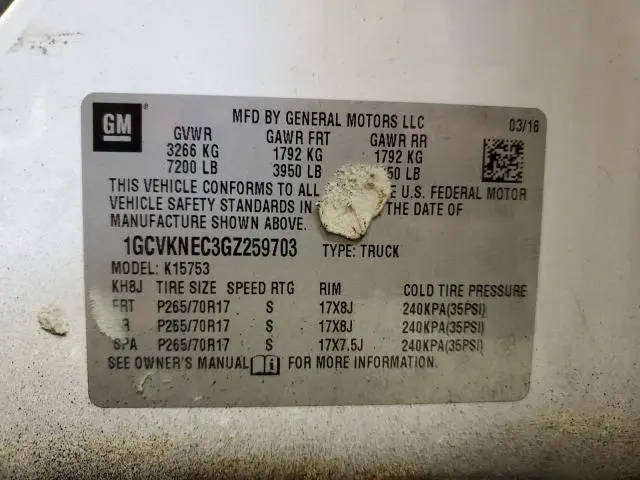 GM
MFD BY GENERAL MOTORS LLC
03/16
GVWR GAWR FRT GAWR RR
3266 KG 1792 KG 1792 KG
7200 LB 3950 LB 50 LB
THIS VEHICLE CONFORMS TO ALL U.S. FEDERAL MOTOR
VEHICLE SAFETY STANDARDS IN THE DATE OF
MANUFACTURE SHOWN ABOVE.
1GCVKNEC3GZ259703 TYPE: TRUCK
MODEL: K15753
KH8J TIRE SIZE SPEED RTG RIM COLD TIRE PRESSURE
FRT P265/70R17 S 17X8J 240KPA(35PSI)
R P265/70R17 S 17X8J 240KPA(35PSI)
SPA P265/70R17 S 17X7.5J 240KPA(35PSI)
SEE OWNER'S MANUAL FOR MORE INFORMATION.